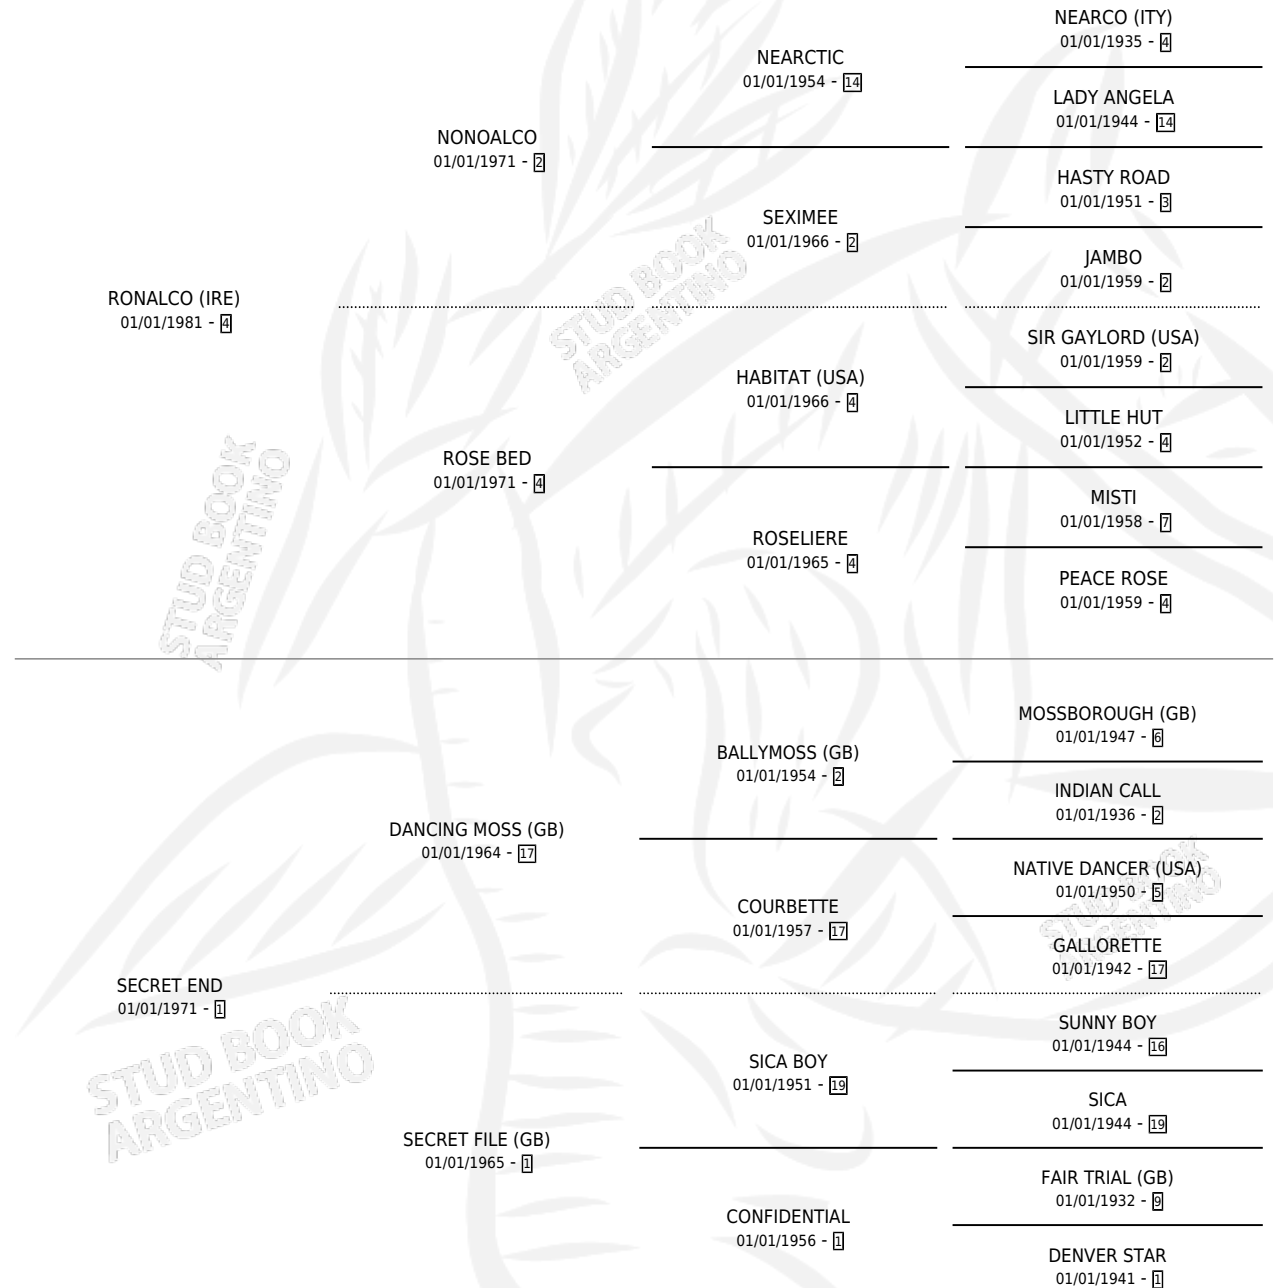 NEARCO (ITY)
01/01/1935 - 4
NEARCTIC
01/01/1954 - 14
LADY ANGELA
01/01/1944 - 14
NONOALCO
01/01/1971 - 2
HASTY ROAD
01/01/1951 - 3
SEXIMEE
01/01/1966 - 2
JAMBO
01/01/1959 - 2
RONALCO (IRE)
01/01/1981 - 4
SIR GAYLORD (USA)
01/01/1959 - 2
HABITAT (USA)
01/01/1966 - 4
LITTLE HUT
01/01/1952 - 4
ROSE BED
01/01/1971 - 4
MISTI
01/01/1958 - 7
ROSELIERE
01/01/1965 - 4
PEACE ROSE
01/01/1959 - 4
MOSSBOROUGH (GB)
01/01/1947 - 6
BALLYMOSS (GB)
01/01/1954 - 2
INDIAN CALL
01/01/1936 - 2
DANCING MOSS (GB)
01/01/1964 - 17
NATIVE DANCER (USA)
01/01/1950 - 5
COURBETTE
01/01/1957 - 17
GALLORETTE
01/01/1942 - 17
SECRET END
01/01/1971 - 1
SUNNY BOY
01/01/1944 - 16
SICA BOY
01/01/1951 - 19
SICA
01/01/1944 - 19
SECRET FILE (GB)
01/01/1965 - 1
FAIR TRIAL (GB)
01/01/1932 - 9
CONFIDENTIAL
01/01/1956 - 1
DENVER STAR
01/01/1941 - 1
STUD BOOK
ARGENTINO
STUD BOOK
ARGENTINO
STUD BOOK
ARGENTINO
STUD BOOK
ARGENTINO